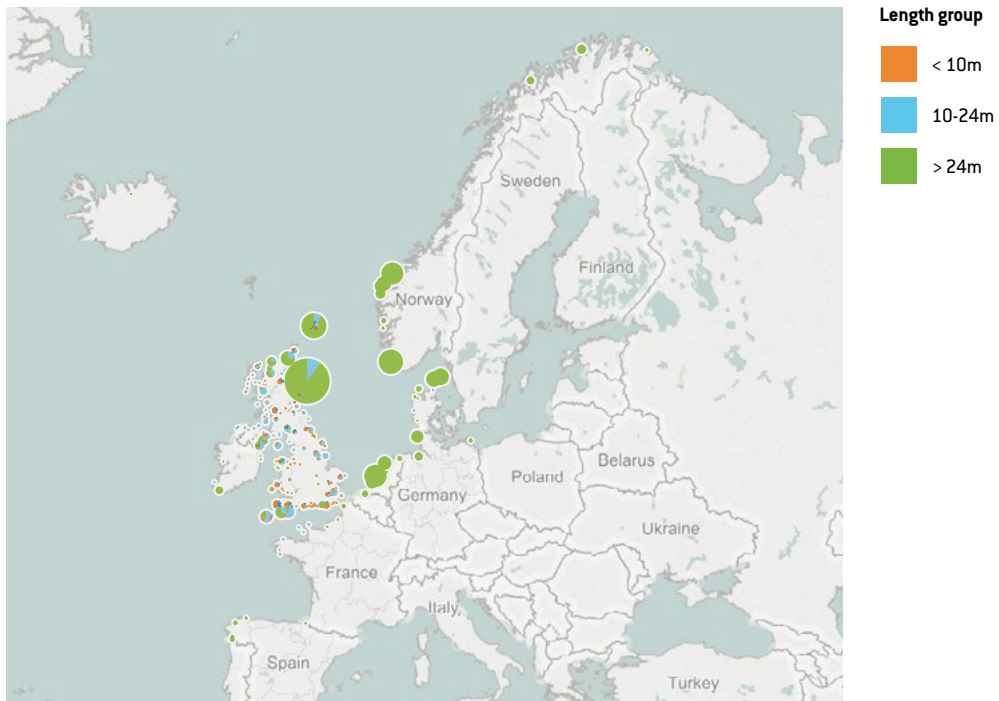 Length group
< 10m
10-24m
> 24m
Sweden
Finland
Norway
Belarus
Poland
Germany
Ukraine
France
Italy
Spain
Turkey